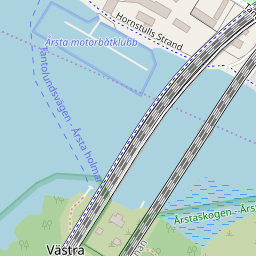 Hornstulls Strand
Årsta motorbåtklubb
Tantolundsvägen - Årsta holmar
Årstaskogen - Års
Västra